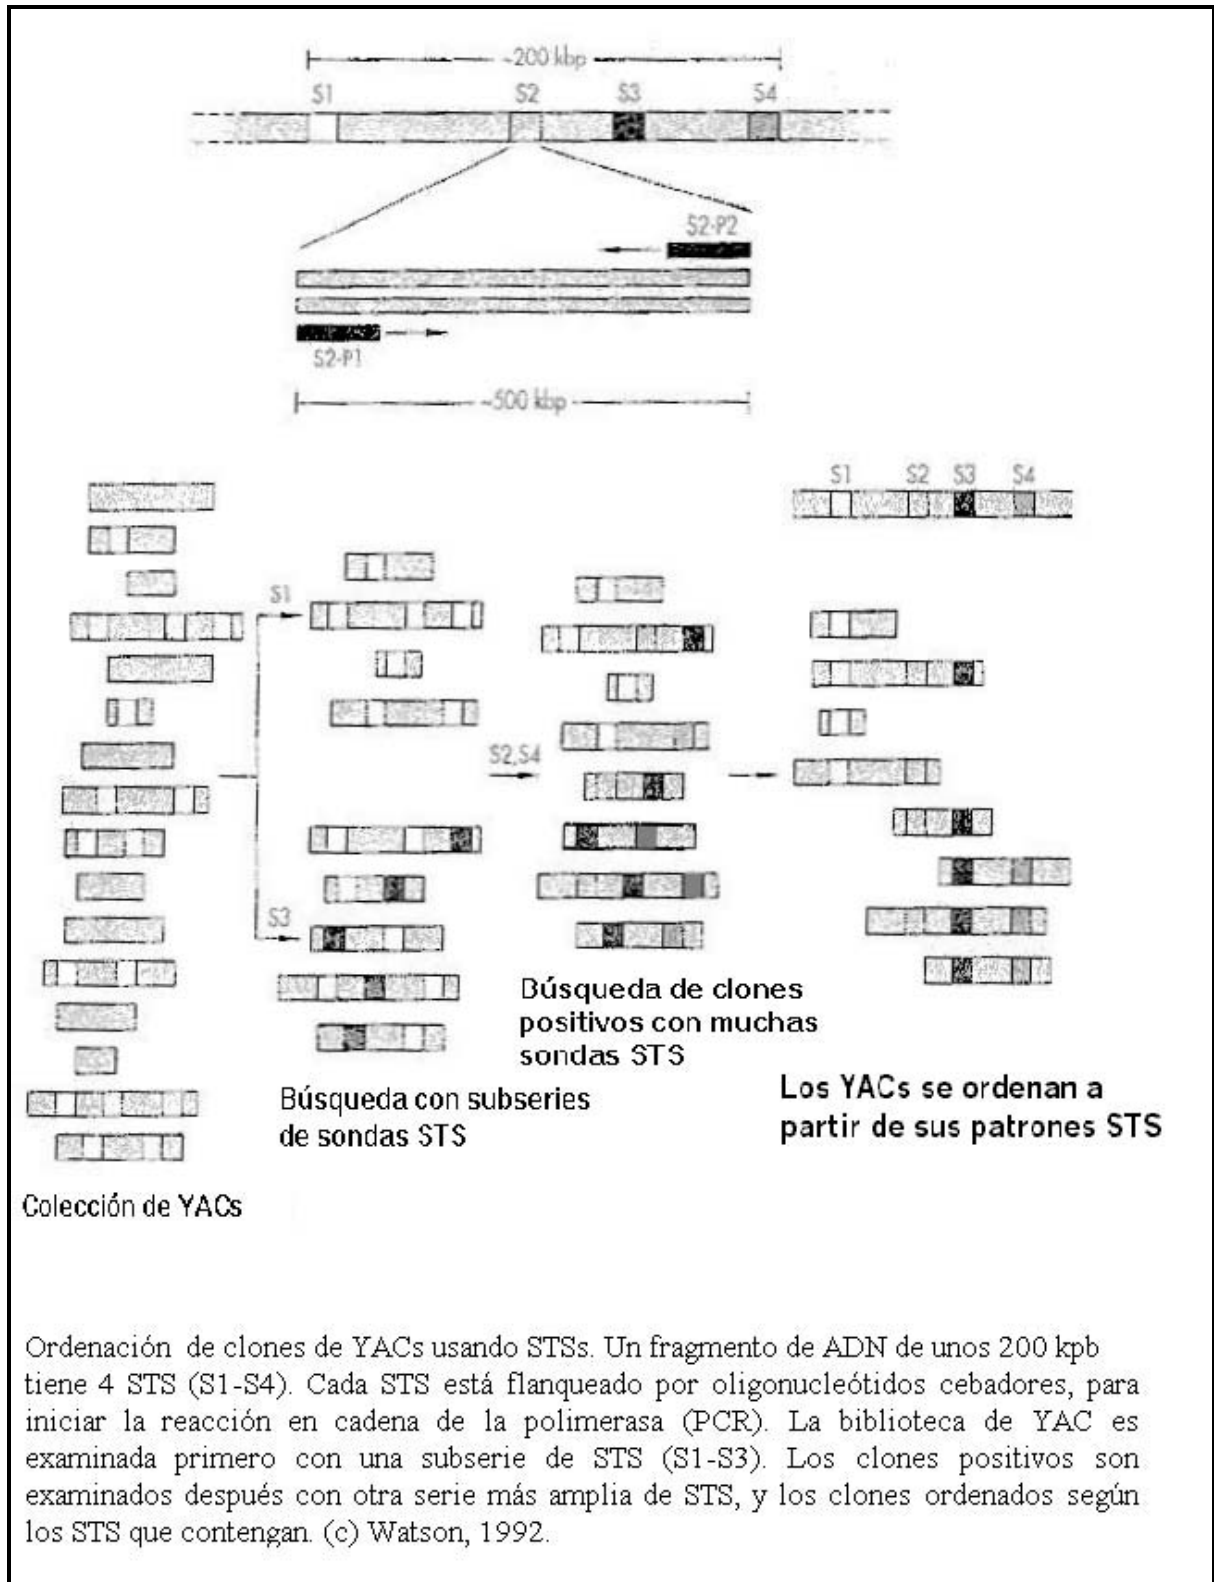 ~200 kbp
S1 S2 S3 S4
S2-P2
S2-P1
~500 kbp
S1 S2 S3 S4
S1
S2,S4
S3
Búsqueda de clones
positivos con muchas
sondas STS
Búsqueda con subseries
de sondas STS
Los YACs se ordenan a
partir de sus patrones STS
Colección de YACs
Ordenación de clones de YACs usando STSs. Un fragmento de ADN de unos 200 kpb
tiene 4 STS (S1-S4). Cada STS está flanqueado por oligonucleótidos cebadores, para
iniciar la reacción en cadena de la polimerasa (PCR). La biblioteca de YAC es
examinada primero con una subserie de STS (S1-S3). Los clones positivos son
examinados después con otra serie más amplia de STS, y los clones ordenados según
los STS que contengan. (c) Watson, 1992.